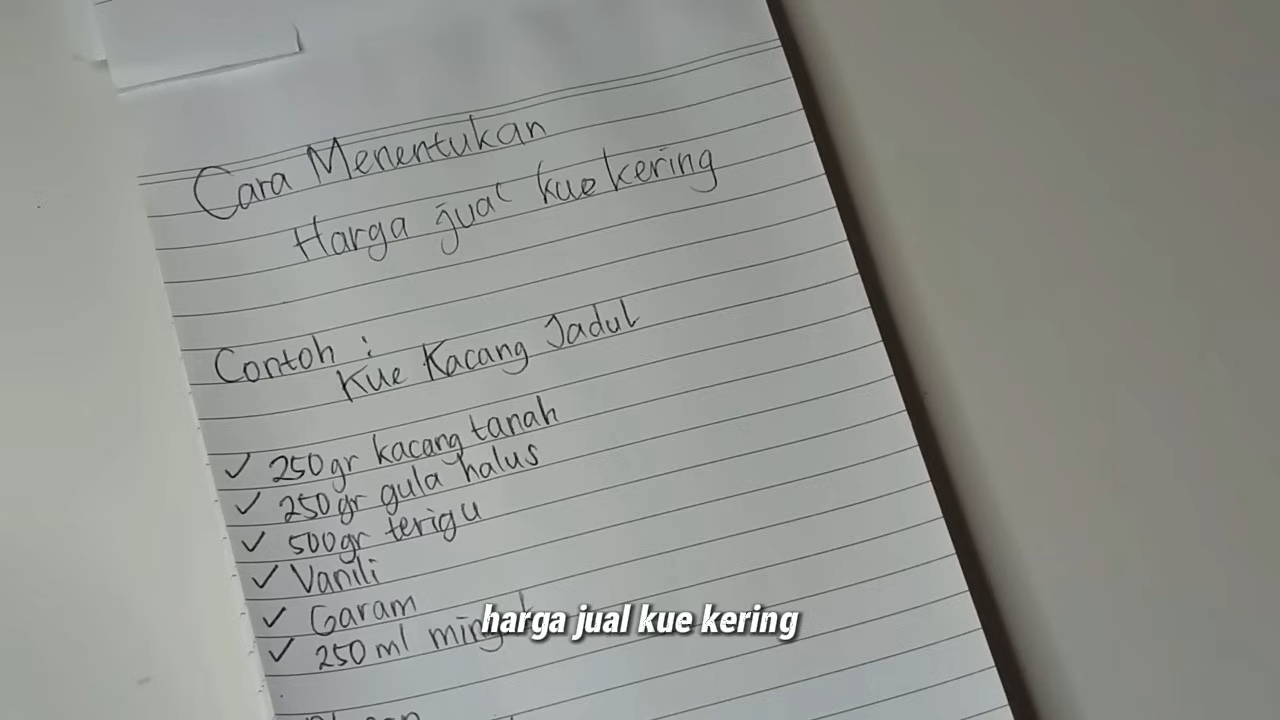 Cara Menentukan
Harga jual kue kering
Contoh :
Kue Kacang Jadul
✓ 250gr kacang tanah
✓ 250gr gula halus
✓ 500gr terigu
✓ Vanili
✓ Garam
✓ 250 ml
harga jual kue kering